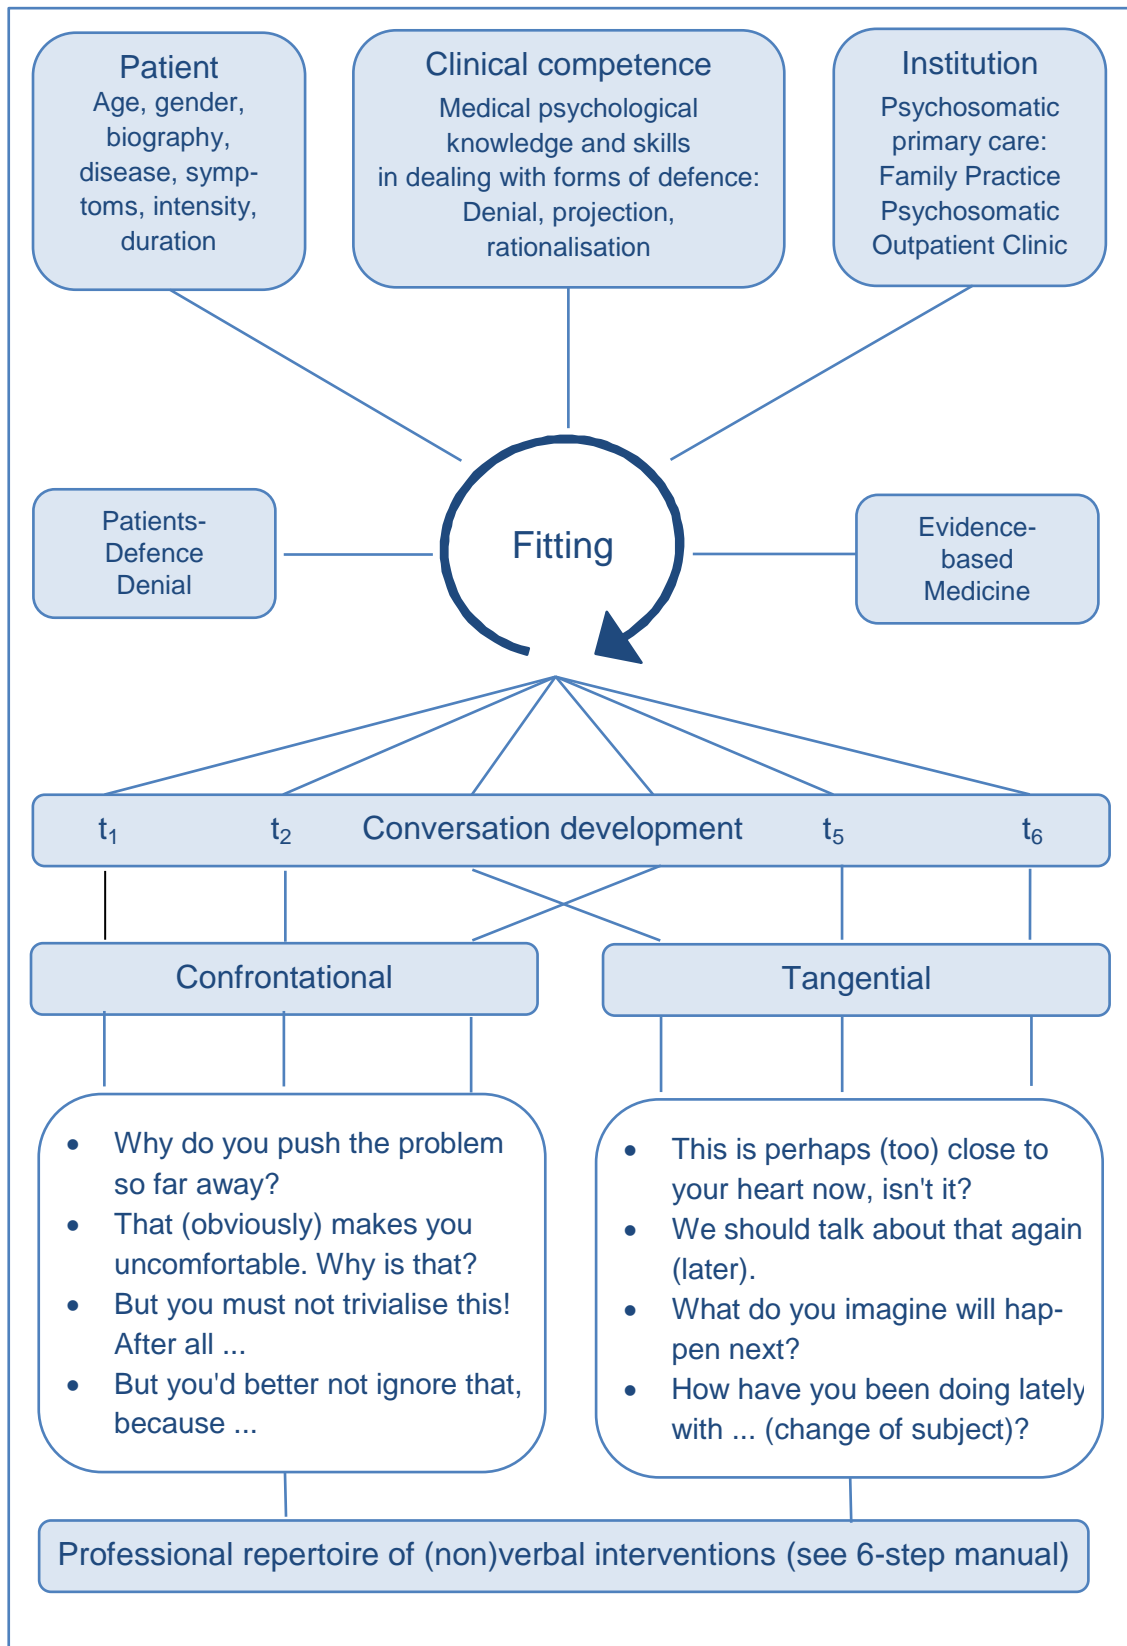 Patient
Age, gender,
biography,
disease, symp-
toms, intensity,
duration
Clinical competence
Medical psychological
knowledge and skills
in dealing with forms of defence:
Denial, projection,
rationalisation
Institution
Psychosomatic
primary care:
Family Practice
Psychosomatic
Outpatient Clinic
Patients-
Defence
Denial
Fitting
Evidence-
based
Medicine
t1 t2 Conversation development t5 t6
Confrontational
Tangential
• Why do you push the problem
so far away?
• That (obviously) makes you
uncomfortable. Why is that?
• But you must not trivialise this!
After all ...
• But you'd better not ignore that,
because ...
• This is perhaps (too) close to
your heart now, isn't it?
• We should talk about that again
(later).
• What do you imagine will hap-
pen next?
• How have you been doing lately
with ... (change of subject)?
Professional repertoire of (non)verbal interventions (see 6-step manual)